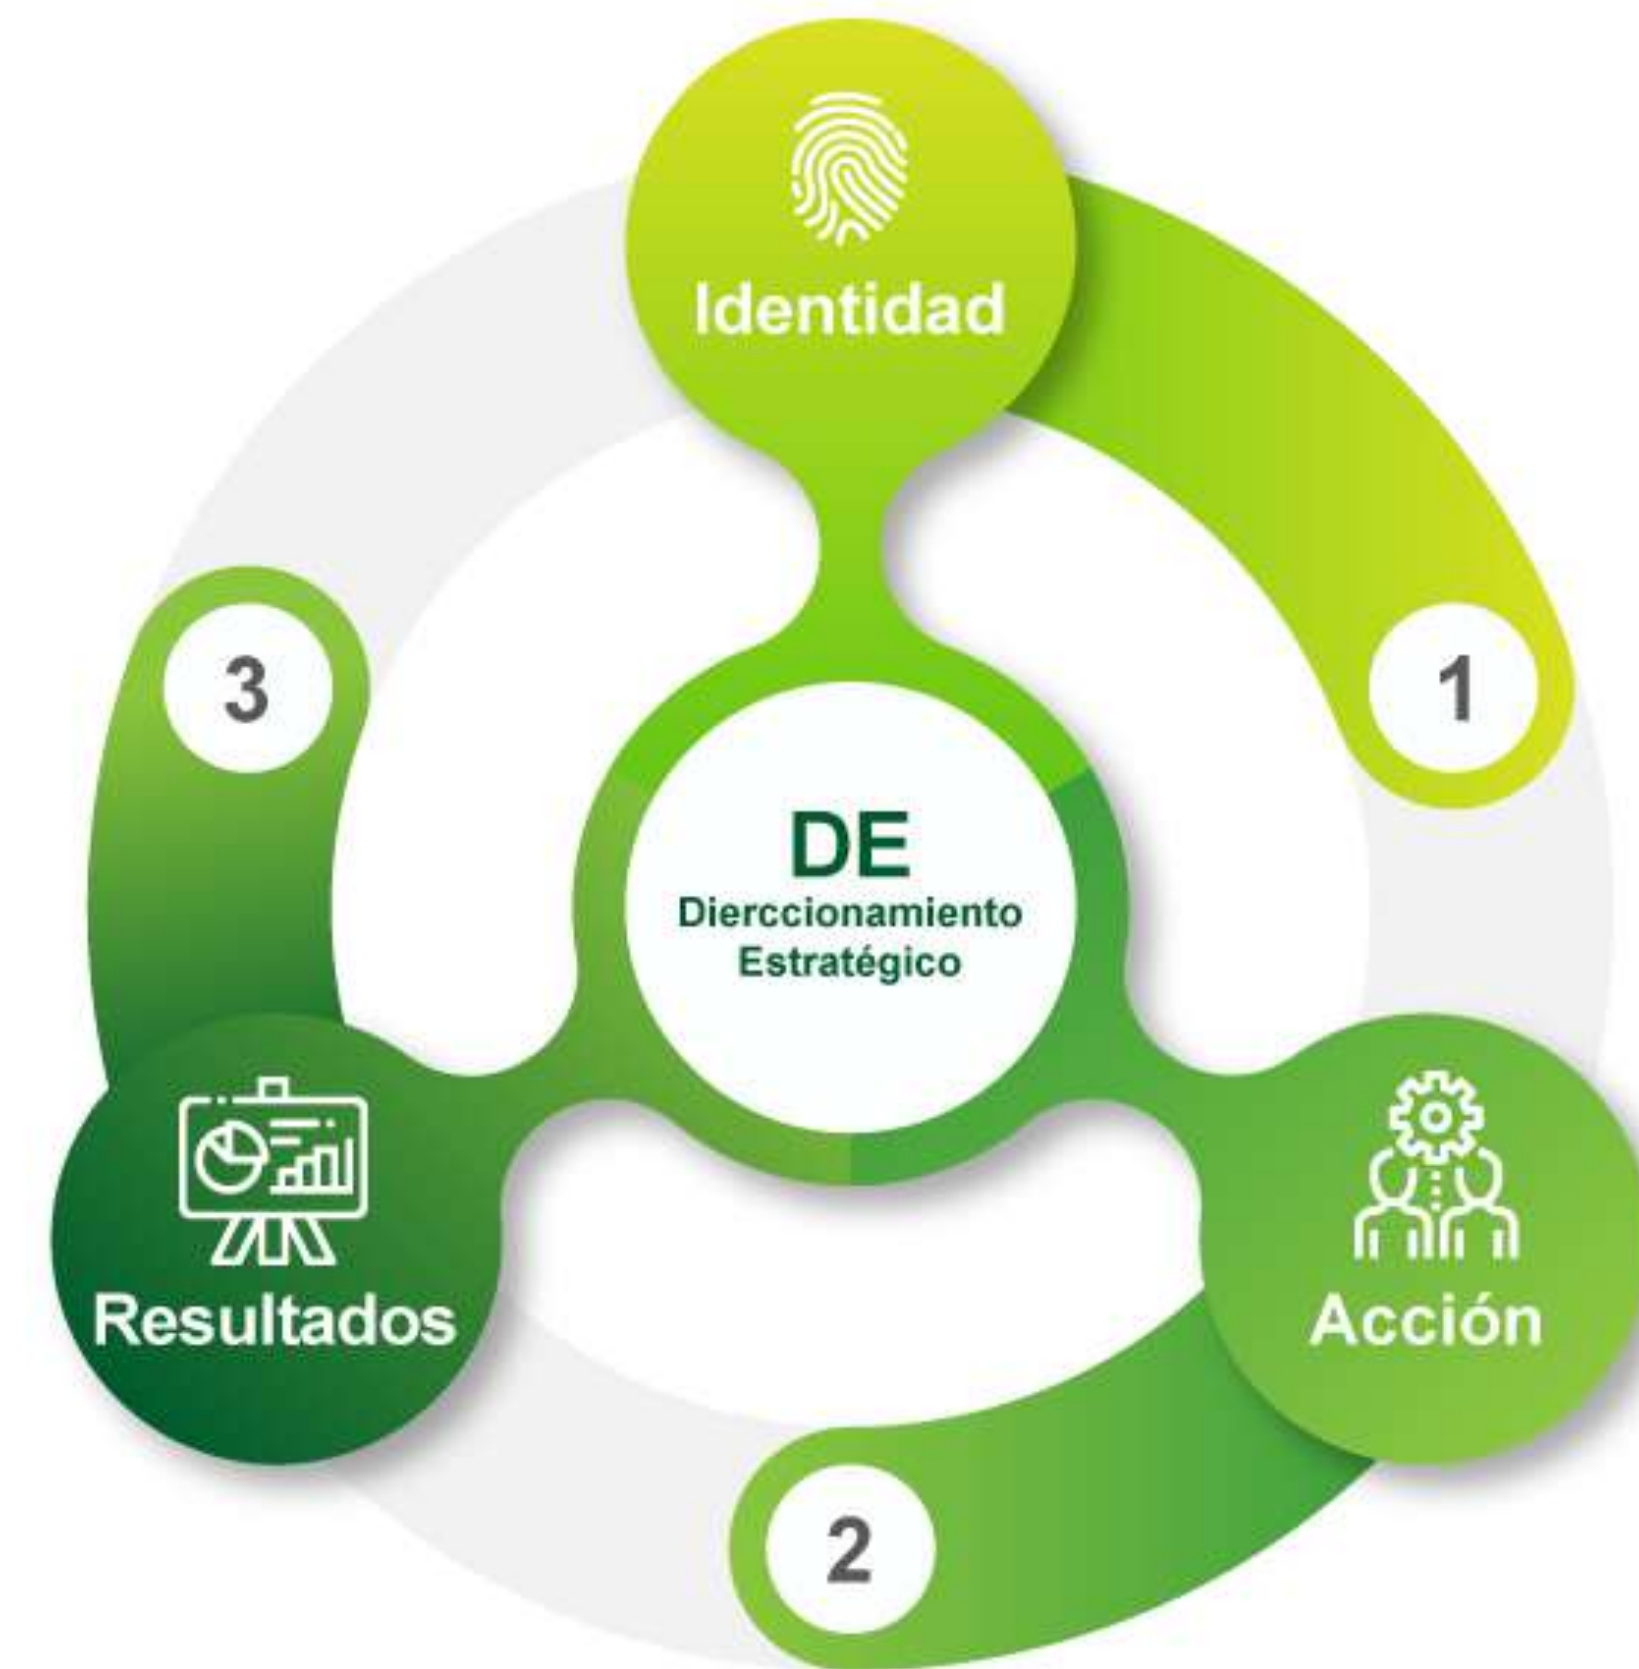 Identidad
1
3
DE
Dierccionamiento
Estratégico
Resultados
Acción
2